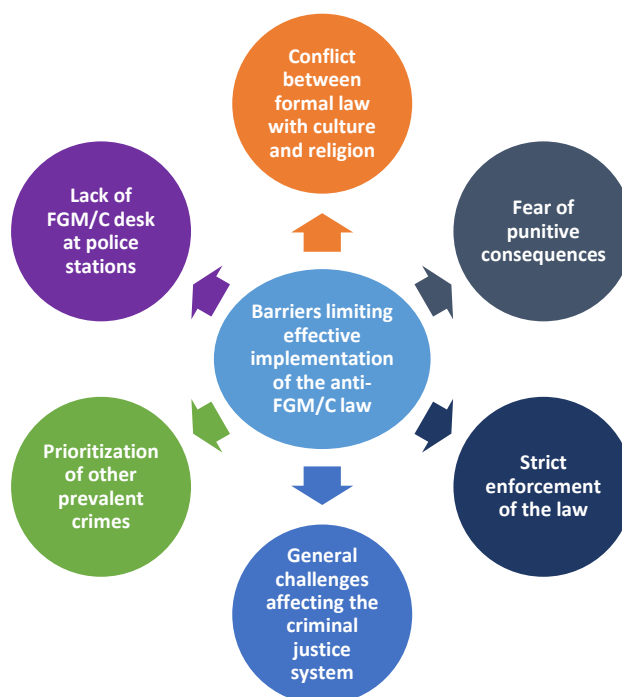 Conflict
between
formal law
with culture
and religion
Lack of
FGM/C desk
at police
stations
Fear of
punitive
consequences
Barriers limiting
effective
implementation
of the anti-
FGM/C law
Prioritization
of other
prevalent
crimes
Strict
enforcement
of the law
General
challenges
affecting the
criminal
justice
system